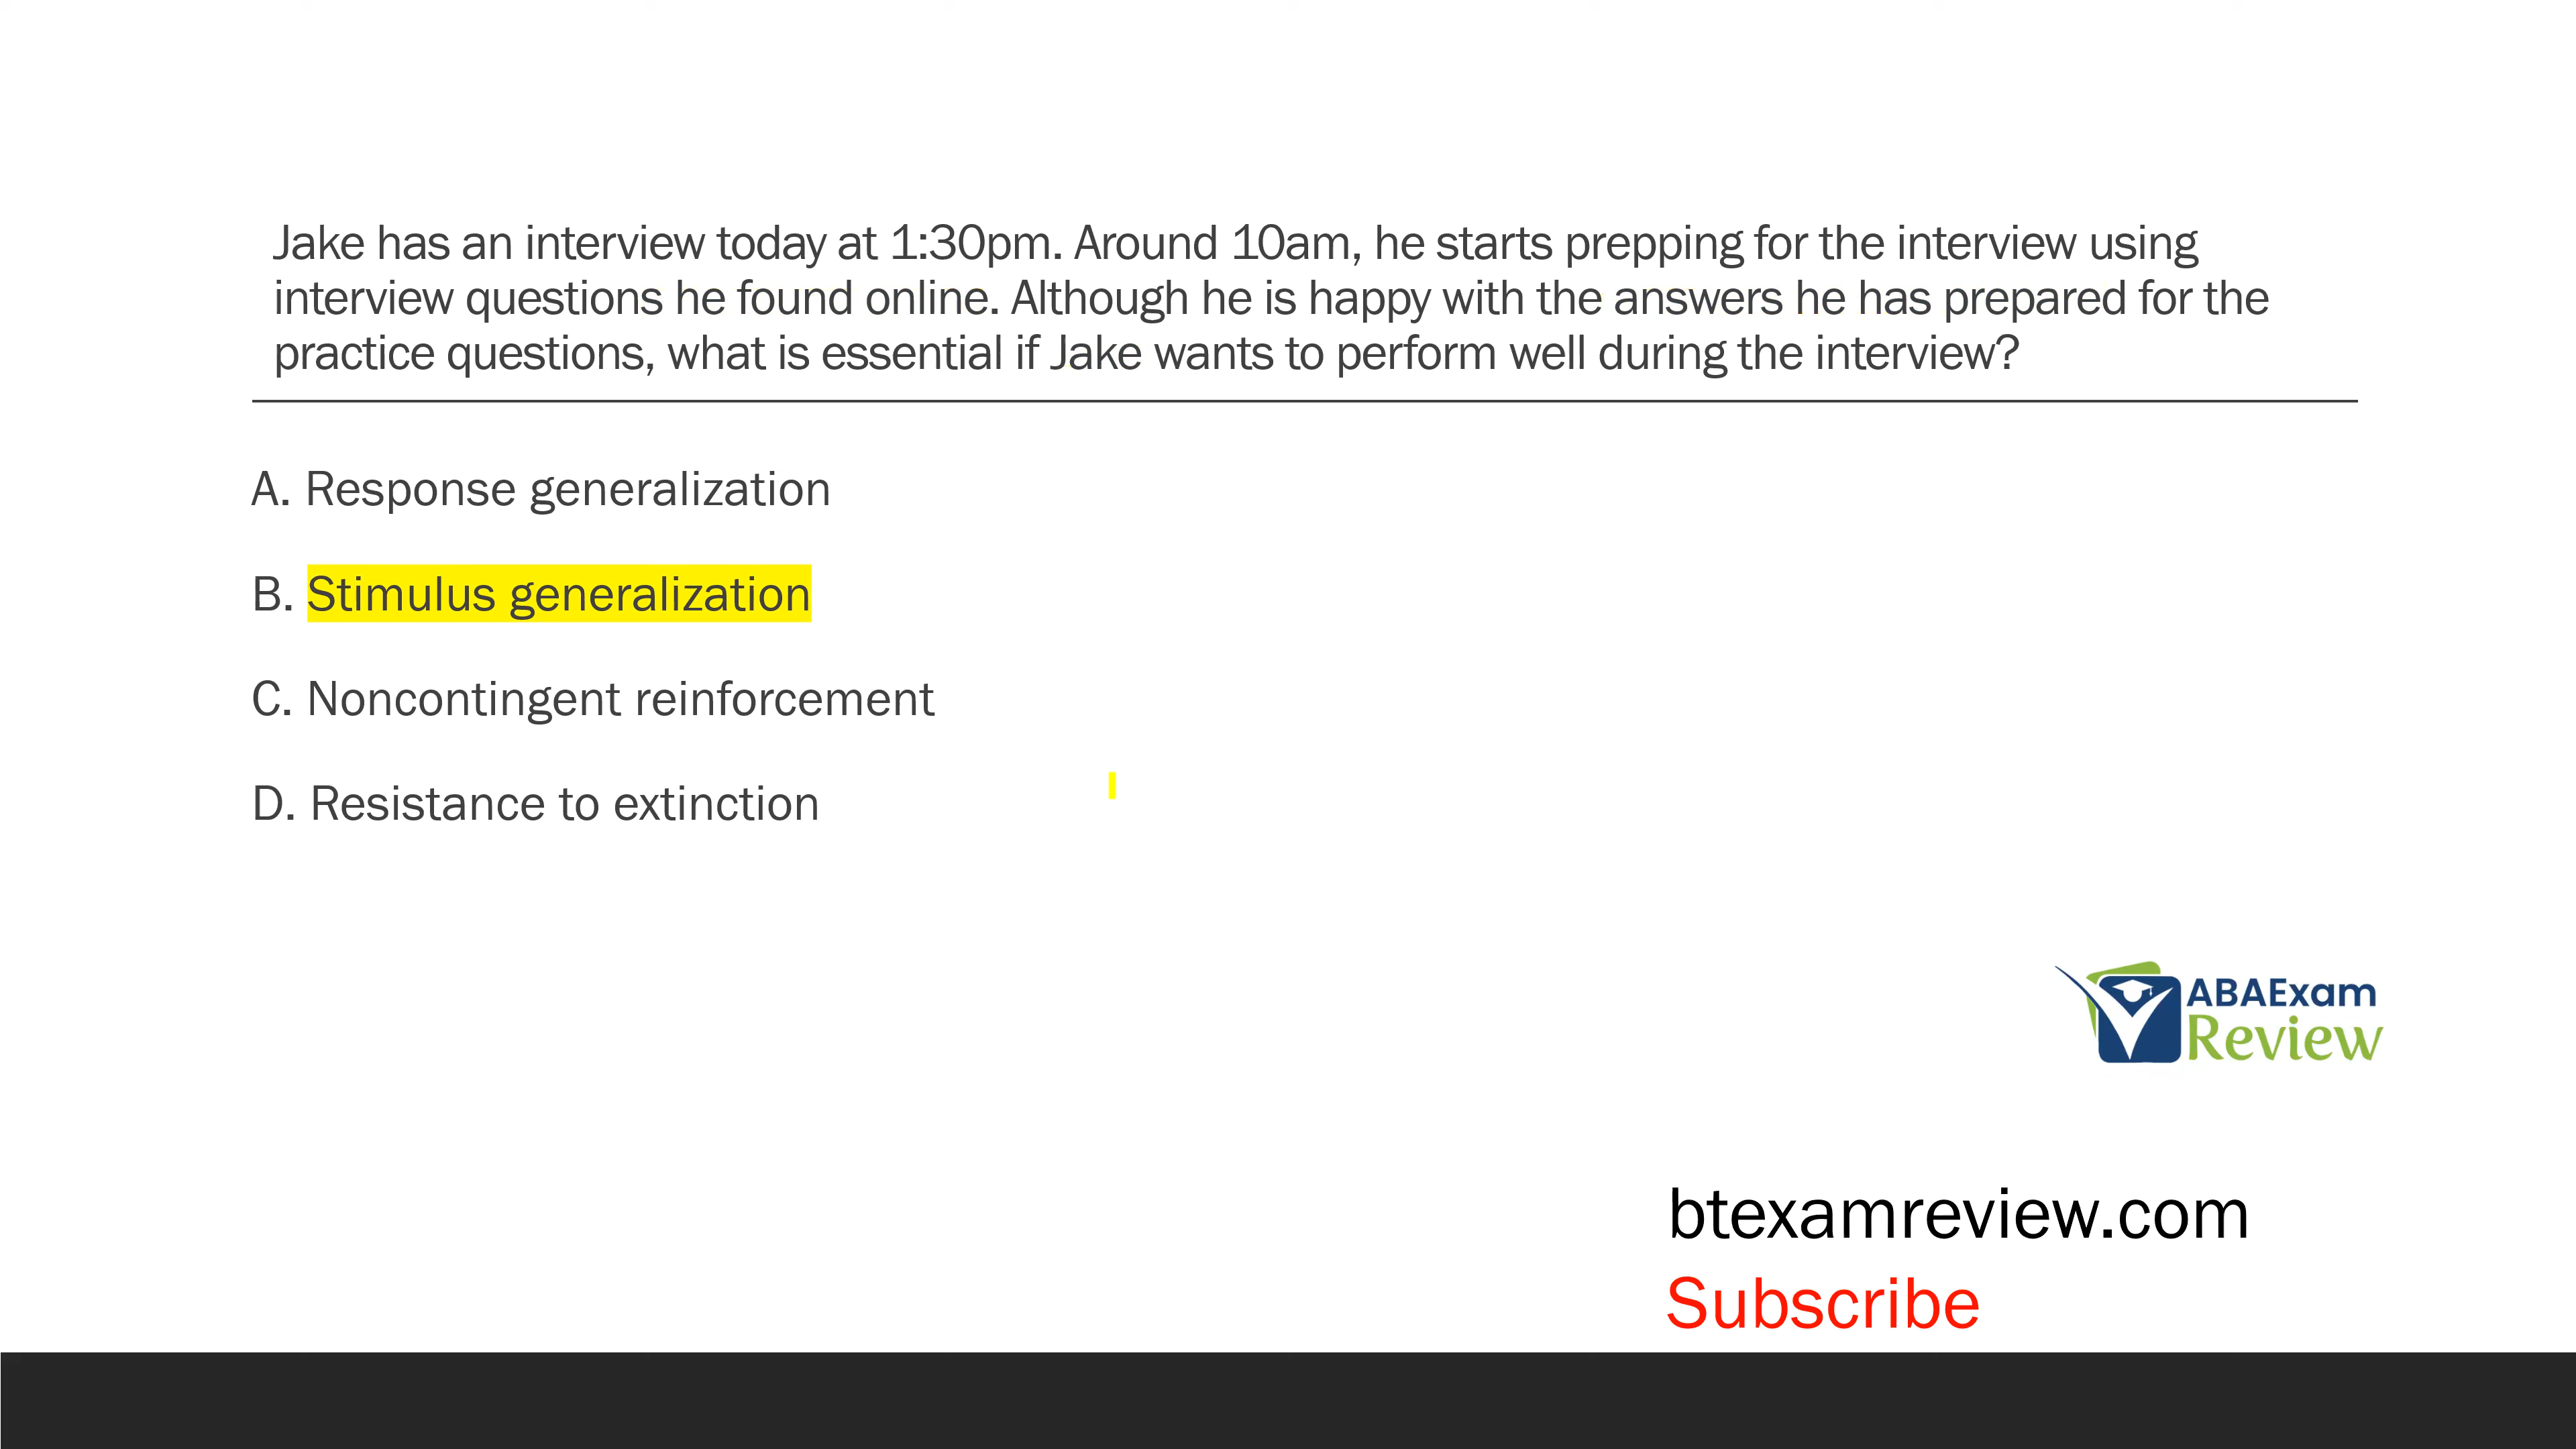 Jake has an interview today at 1:30pm. Around 10am, he starts prepping for the interview using
interview questions he found online. Although he is happy with the answers he has prepared for the
practice questions, what is essential if Jake wants to perform well during the interview?
A. Response generalization
B. Stimulus generalization
C. Noncontingent reinforcement
D. Resistance to extinction
ABAExam
Review
btexamreview.com
Subscribe